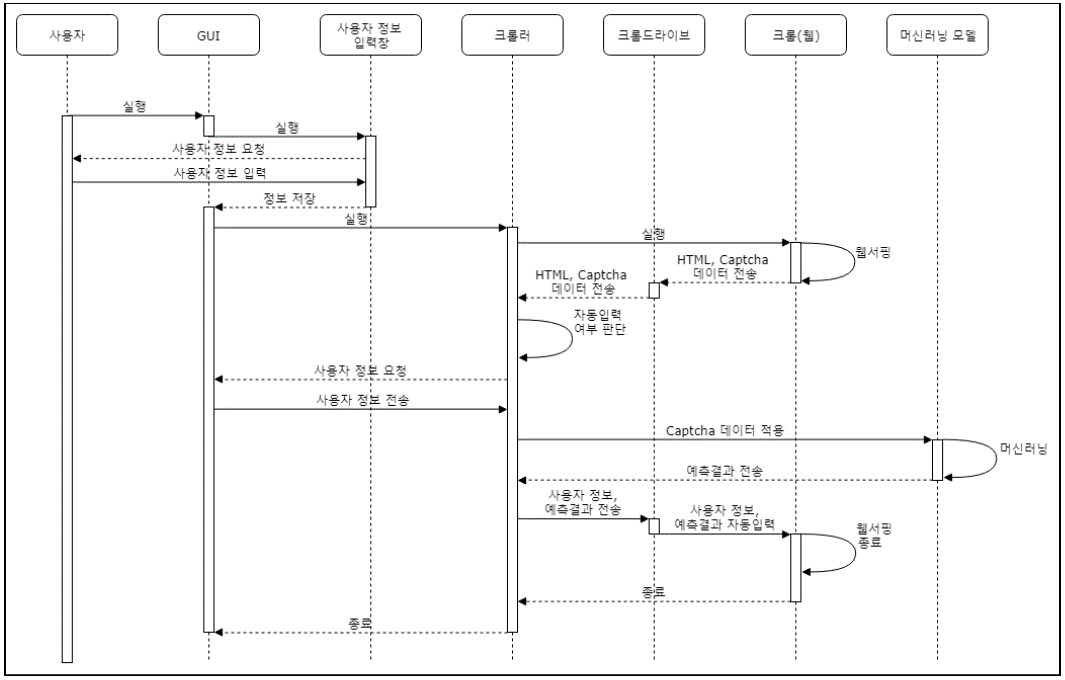 사용자
GUI
사용자 정보
입력창
크롤러
크롬드라이브
크롬(웹)
머신러닝 모델
실행
실행
사용자 정보 요청
사용자 정보 입력
정보 저장
실행
실행
웹서핑
HTML, Captcha
데이터 전송
HTML, Captcha
데이터 전송
자동입력
여부 판단
사용자 정보 요청
사용자 정보 전송
Captcha 데이터 적용
머신러닝
예측결과 전송
사용자 정보,
예측결과 전송
사용자 정보,
예측결과 자동입력
웹서핑
종료
종료
종료